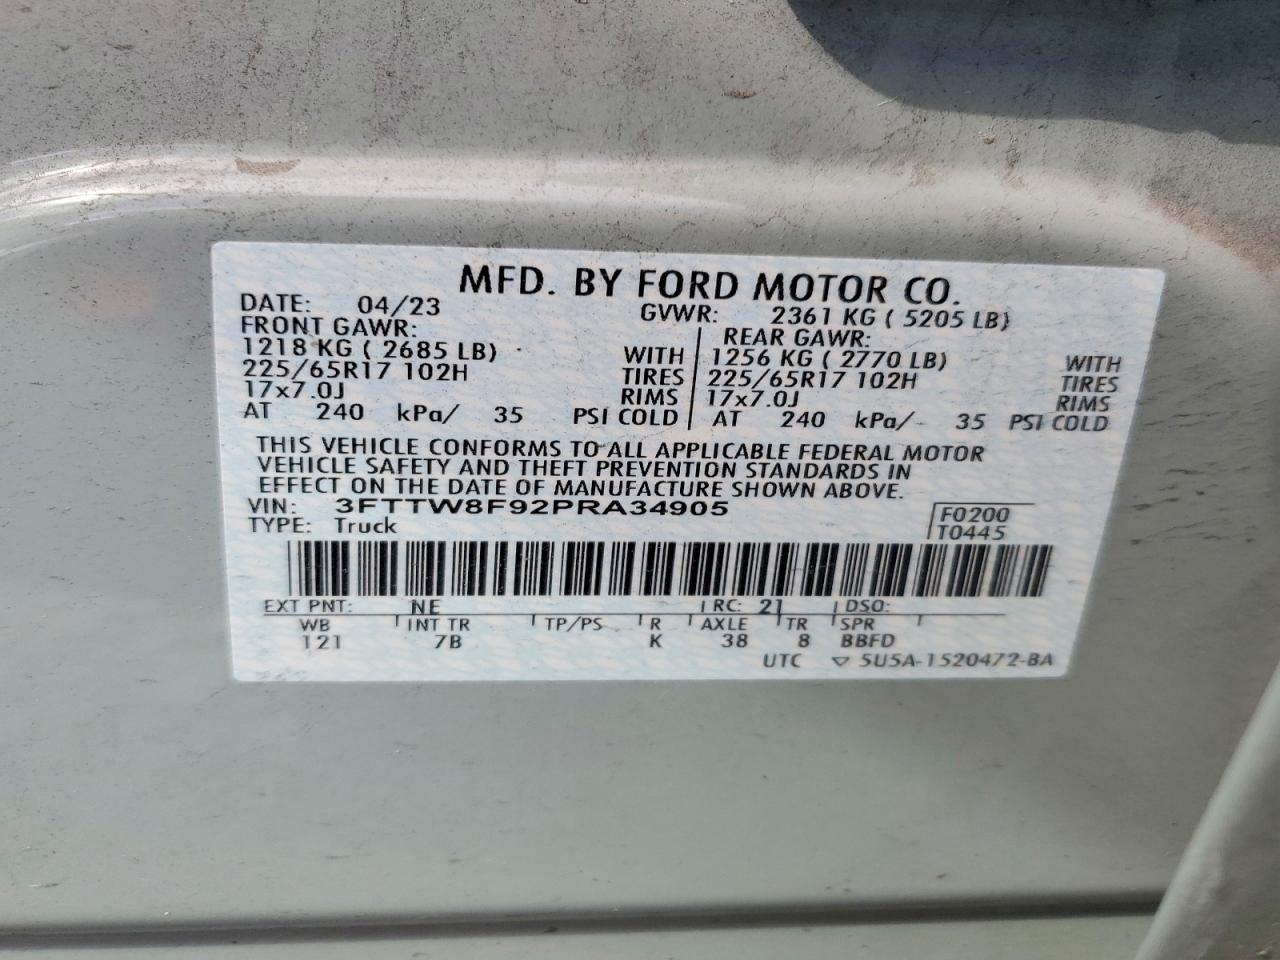 MFD. BY FORD MOTOR CO.
DATE: 04/23 GVWR: 2361 KG ( 5205 LB)
FRONT GAWR: REAR GAWR:
1218 KG ( 2685 LB) WITH 1256 KG ( 2770 LB) WITH
225/65R17 102H TIRES 225/65R17 102H TIRES
17x7.0J RIMS 17x7.0J RIMS
AT 240 kPa/ 35 PSI COLD AT 240 kPa/ 35 PSI COLD
THIS VEHICLE CONFORMS TO ALL APPLICABLE FEDERAL MOTOR
VEHICLE SAFETY AND THEFT PREVENTION STANDARDS IN
EFFECT ON THE DATE OF MANUFACTURE SHOWN ABOVE.
VIN: 3FTTW8F92PRA34905 F0200
TYPE: Truck T0445
EXT PNT: NE RC: 21 DSO:
WB INT TR TP/PS R AXLE TR SPR
121 7B K 38 8 BBFD
UTC ▽ 5U5A-1520472-BA